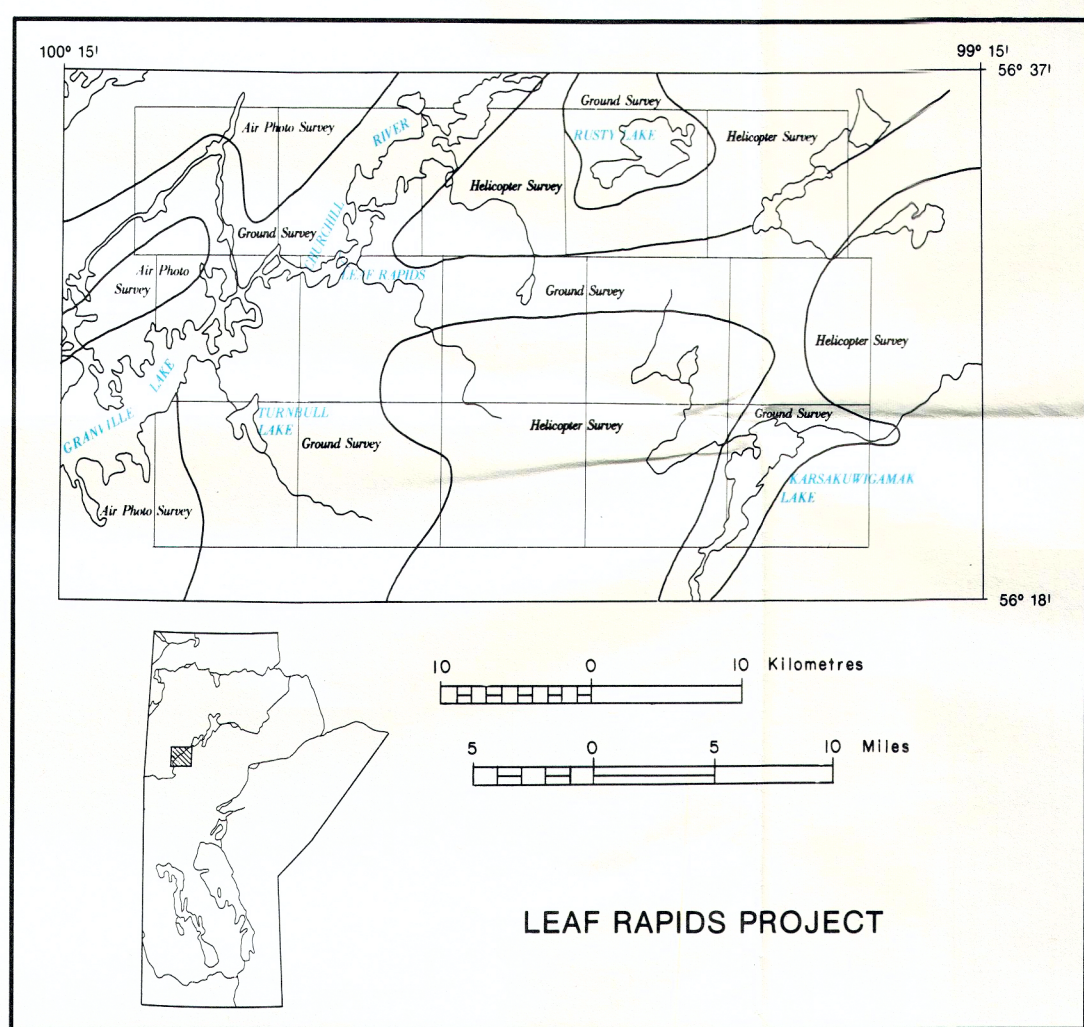 100° 15'
99° 15'
56° 37'
Ground Survey
Air Photo Survey
RIVER
RUSTY LAKE
Helicopter Survey
Helicopter Survey
CHURCHILL
Ground Survey
Air Photo
Survey
LEAF RAPIDS
Ground Survey
Helicopter Survey
GRANVILLE LAKE
TURNBULL
LAKE
Ground Survey
Helicopter Survey
Ground Survey
KARSAKUWIGAMAK
LAKE
Air Photo Survey
56° 18'
10 0 10 Kilometres
5 0 5 10 Miles
LEAF RAPIDS PROJECT